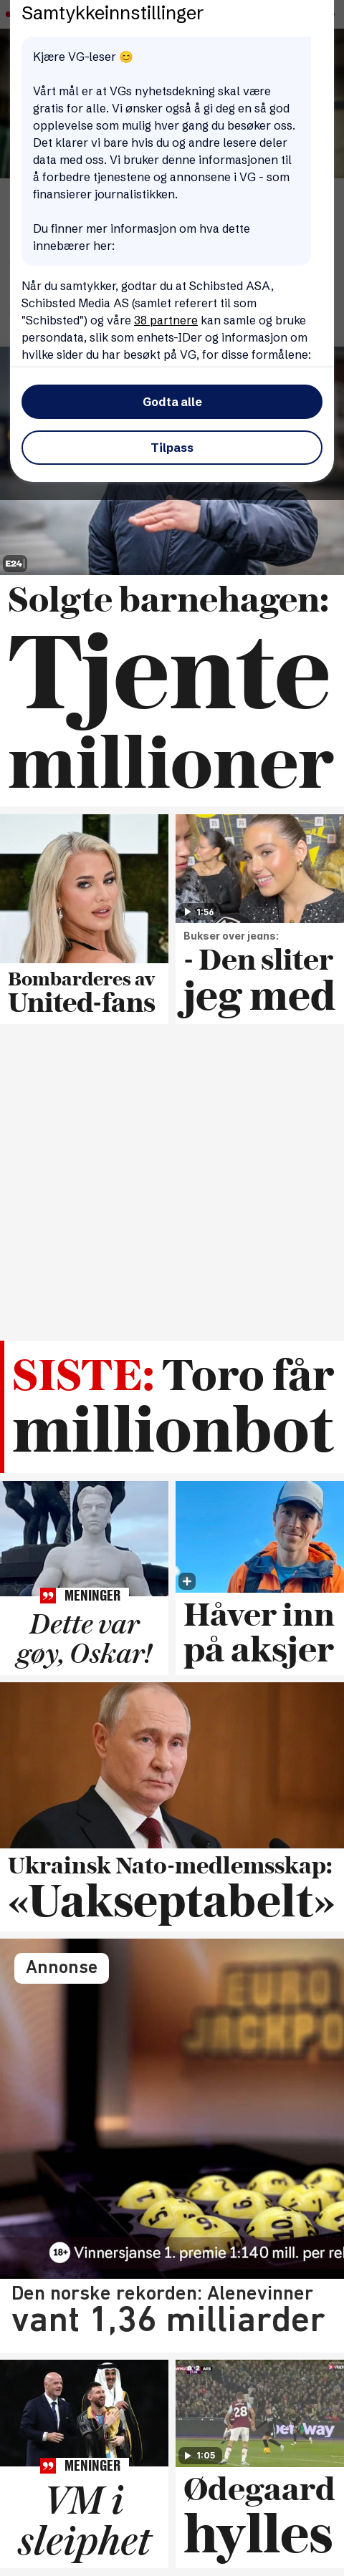 Samtykkeinnstillinger
Kjære VG-leser 😊
Vårt mål er at VGs nyhetsdekning skal være
gratis for alle. Vi ønsker også å gi deg en så god
opplevelse som mulig hver gang du besøker oss.
Det klarer vi bare hvis du og andre lesere deler
data med oss. Vi bruker denne informasjonen til
å forbedre tjenestene og annonsene i VG - som
finansierer journalistikken.
Du finner mer informasjon om hva dette
innebærer her:
Når du samtykker, godtar du at Schibsted ASA,
Schibsted Media AS (samlet referert til som
"Schibsted") og våre 38 partnere kan samle og bruke
persondata, slik som enhets-IDer og informasjon om
hvilke sider du har besøkt på VG, for disse formålene:
Godta alle
Tilpass
E24
Solgte barnehagen:
Tjente
millioner
Bombarderes av
United-fans
1:56
Bukser over jeans:
- Den sliter
jeg med
SISTE: Toro får
millionbot
MENINGER
Dette var
gøy, Oskar!
Håver inn
på aksjer
Ukrainsk Nato-medlemsskap:
«Uakseptabelt»
Annonse
18+ Vinnersjanse 1. premie 1:140 mill. per rek
Den norske rekorden: Alenevinner
vant 1,36 milliarder
MENINGER
VM i
sleiphet
28
betway
1:05
Ødegaard
hylles